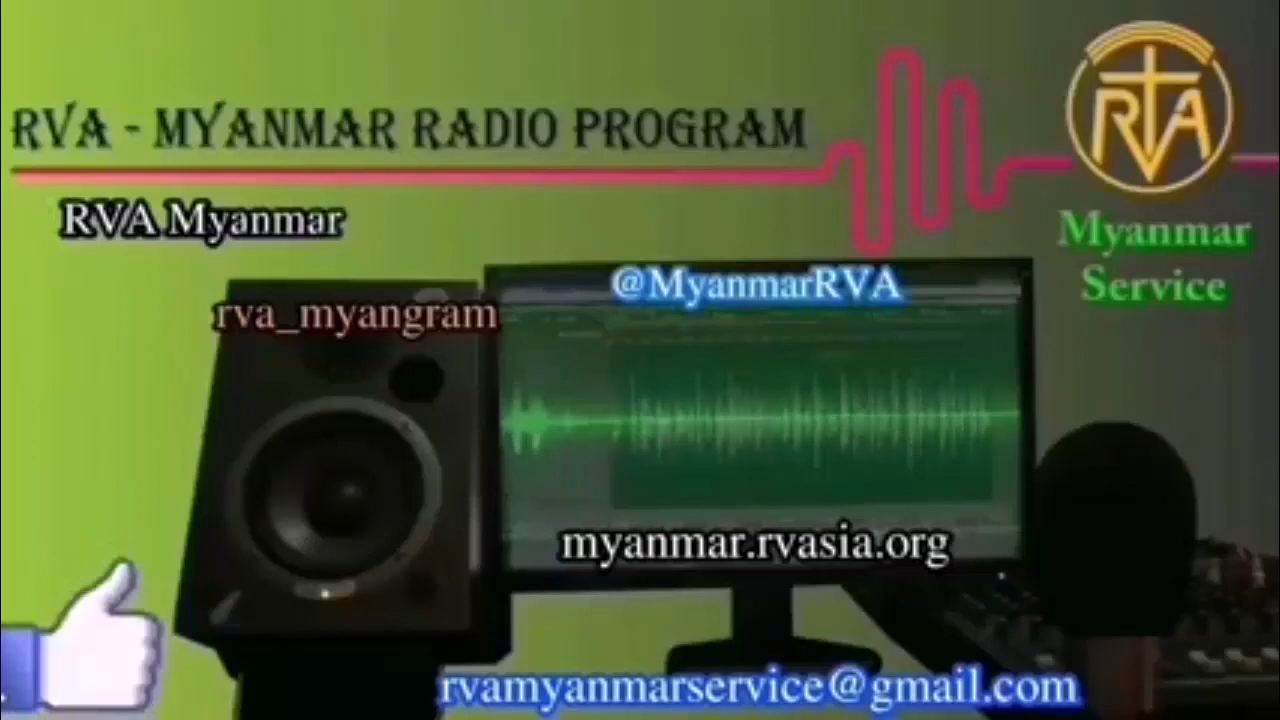 RVA - MYANMAR RADIO PROGRAM
RVA
RVA Myanmar
Myanmar
Service
@MyanmarRVA
rva_myangram
myanmar.rvasia.org
rvamyanmarservice@gmail.com